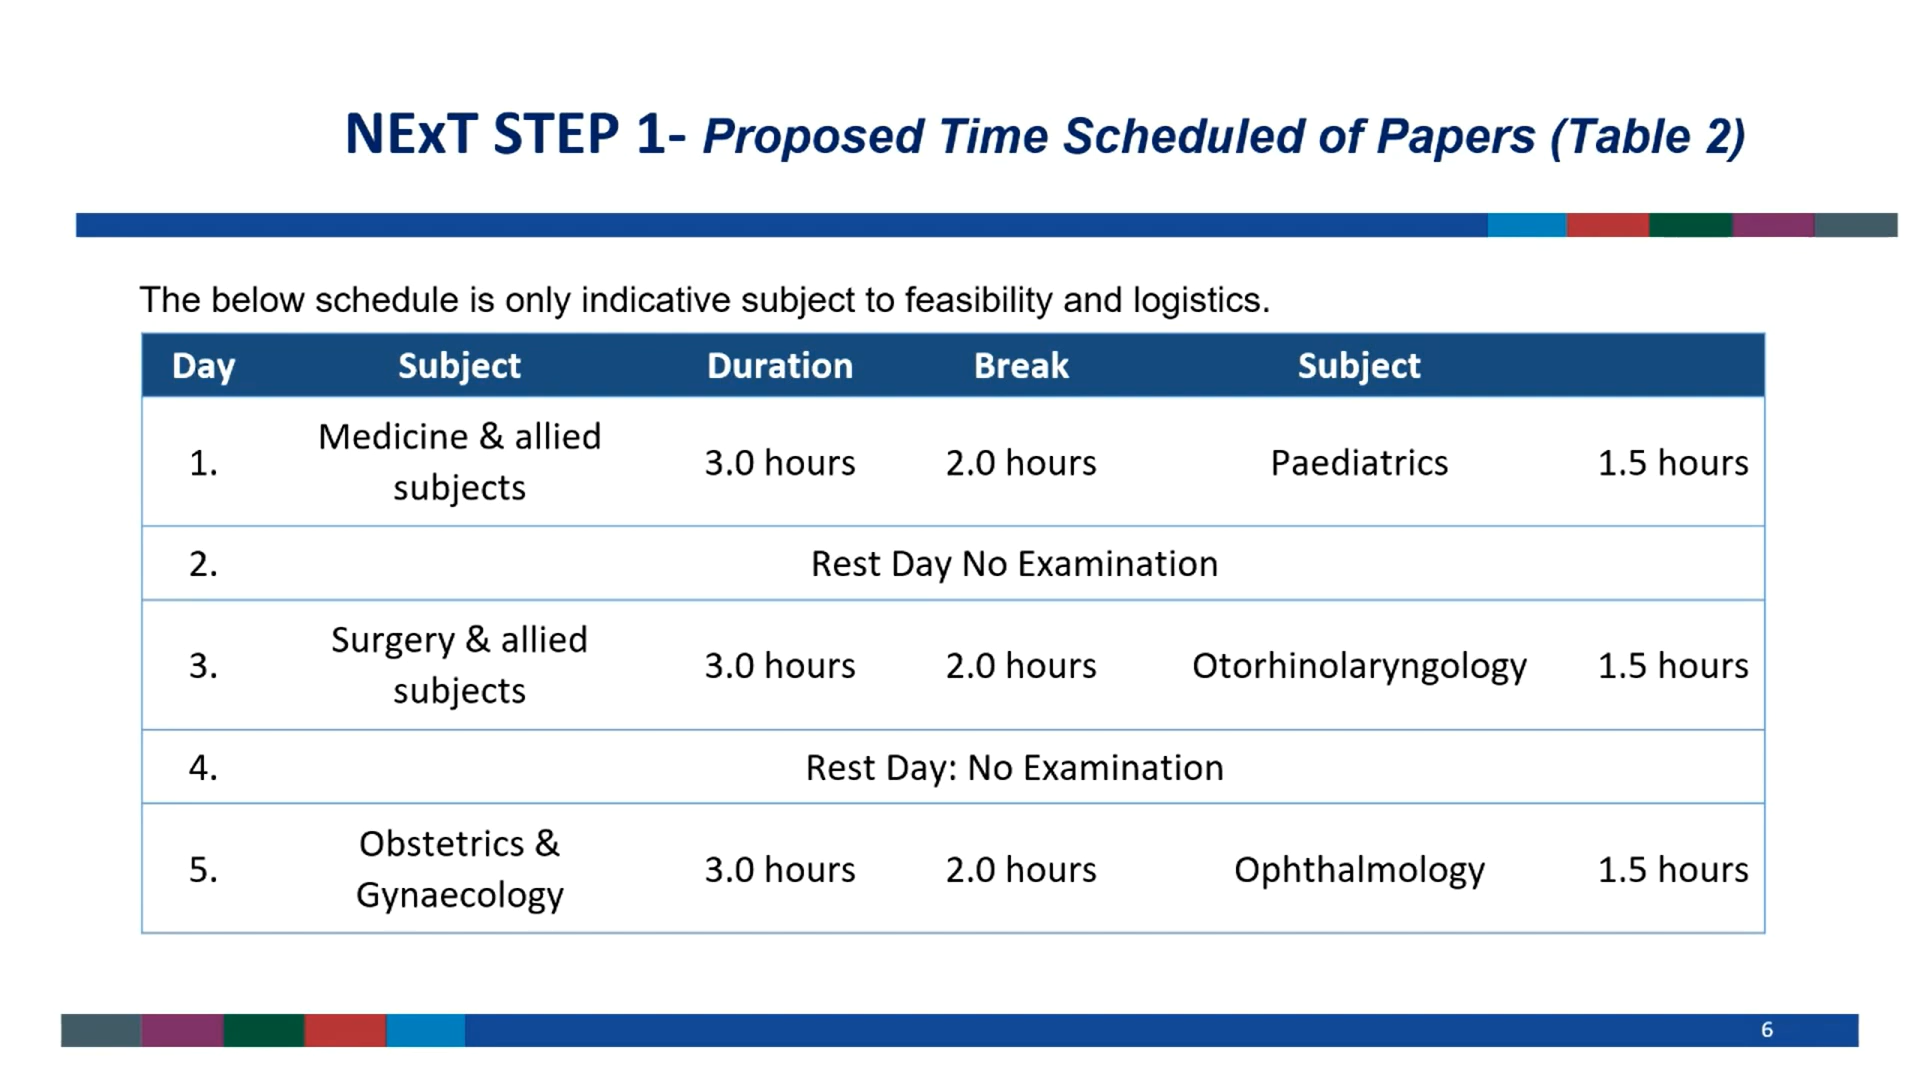 NExT STEP 1- Proposed Time Scheduled of Papers (Table 2)
The below schedule is only indicative subject to feasibility and logistics.
Day Subject Duration Break Subject
1. Medicine & allied subjects 3.0 hours 2.0 hours Paediatrics 1.5 hours
2. Rest Day No Examination
3. Surgery & allied subjects 3.0 hours 2.0 hours Otorhinolaryngology 1.5 hours
4. Rest Day: No Examination
5. Obstetrics & Gynaecology 3.0 hours 2.0 hours Ophthalmology 1.5 hours
6